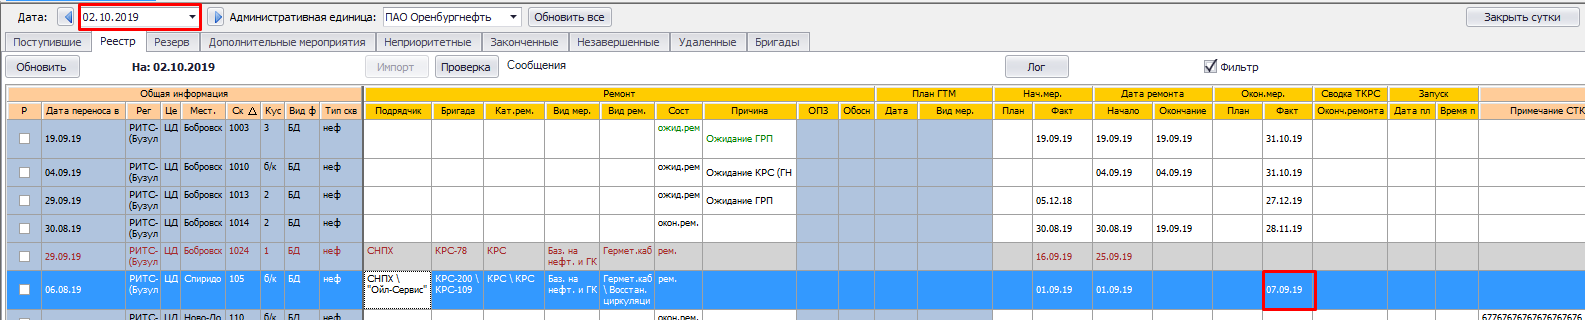 Дата: 02.10.2019 Административная единица: ПАО Оренбургнефть Обновить все Закрыть сутки
Поступившие Реестр Резерв Дополнительные мероприятия Неприоритетные Законченные Незавершенные Удаленные Бригады
Обновить На: 02.10.2019 Импорт Проверка Сообщения Лог Фильтр
Общая информация Ремонт План ГТМ Нач.мер. Дата ремонта Окон.мер. Сводка ТКРС Запуск
Р Дата переноса в Рег Це Мест. Ск Кус Вид ф Тип скв Подрядчик Бригада Кат.рем. Вид мер. Вид рем. Сост Причина ОПЗ Обосн Дата Вид мер. План Факт Начало Окончание План Факт Оконч.ремонта Дата пл Время п Примечание СТК
19.09.19 РИТС-(Бузул ЦД Бобровск 1003 3 БД неф ожид.рем Ожидание ГРП 19.09.19 19.09.19 19.09.19 31.10.19
04.09.19 РИТС-(Бузул ЦД Бобровск 1010 б/к БД неф ожид.рем Ожидание КРС (ГН 04.09.19 04.09.19 31.10.19
29.09.19 РИТС-(Бузул ЦД Бобровск 1013 2 БД неф ожид.рем Ожидание ГРП 05.12.18 27.12.19
30.08.19 РИТС-(Бузул ЦД Бобровск 1014 2 БД неф окон.рем. 30.08.19 30.08.19 19.09.19 28.11.19
29.09.19 РИТС-(Бузул ЦД Бобровск 1024 1 БД неф СНПХ КРС-78 КРС Баз. на нефт. и ГК Гермет.каб рем. 16.09.19 25.09.19
06.08.19 РИТС-(Бузул ЦД Спиридо 105 б/к БД неф СНПХ \ "Ойл-Сервис" КРС-200 \ КРС-109 КРС \ КРС Баз. на нефт. и ГК Гермет.каб \ Восстан. циркуляци рем. 01.09.19 01.09.19 07.09.19
РИТС- ЦД Ново-До 110 б/к БД неф окон.рем. 67767676767676767676